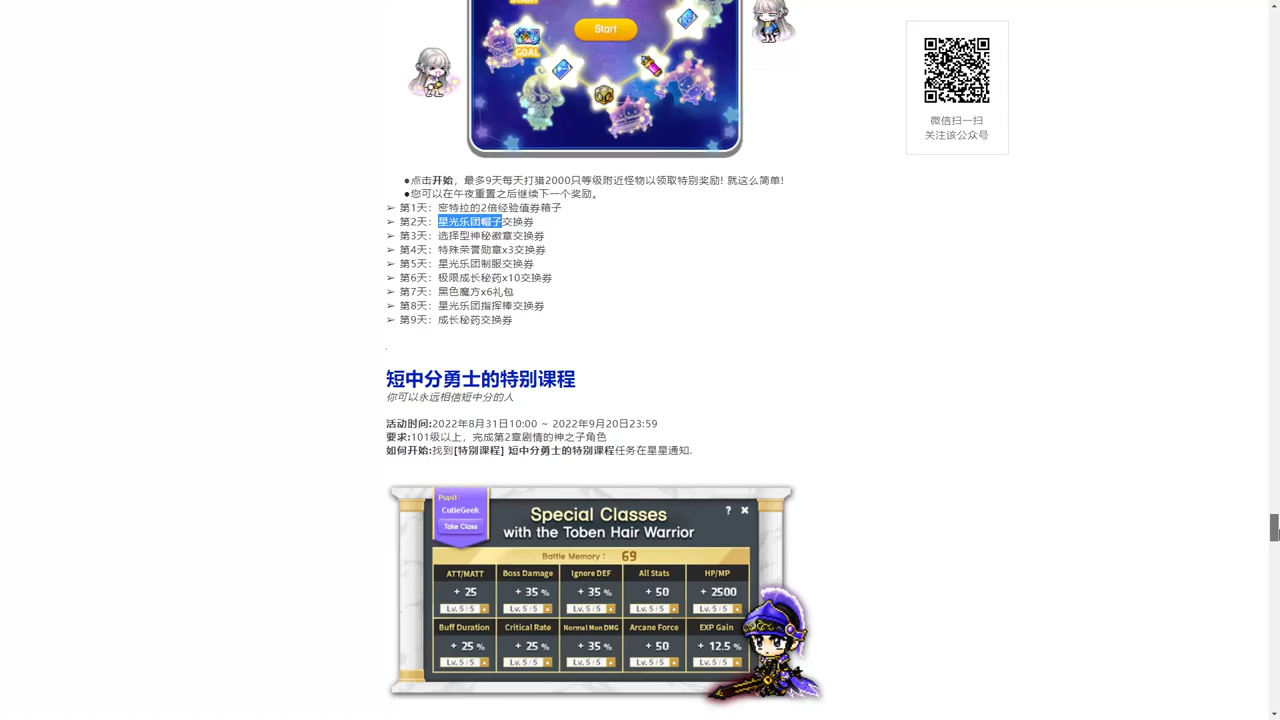 START
Start
GOAL
微信扫一扫
关注该公众号
●点击开始，最多9天每天打猎2000只等级附近怪物以领取特别奖励! 就这么简单!
●您可以在午夜重置之后继续下一个奖励。
➢ 第1天：密特拉的2倍经验值券箱子
➢ 第2天：星光乐团帽子交换券
➢ 第3天：选择型神秘徽章交换券
➢ 第4天：特殊荣誉勋章x3交换券
➢ 第5天：星光乐团制服交换券
➢ 第6天：极限成长秘药x10交换券
➢ 第7天：黑色魔方x6礼包
➢ 第8天：星光乐团指挥棒交换券
➢ 第9天：成长秘药交换券
短中分勇士的特别课程
你可以永远相信短中分的人
活动时间:2022年8月31日10:00 ~ 2022年9月20日23:59
要求:101级以上，完成第2章剧情的神之子角色
如何开始:找到[特别课程] 短中分勇士的特别课程任务在星星通知.
Pupil:
CutieGeek
Take Class
Special Classes
with the Toben Hair Warrior
? ×
Battle Memory : 69
ATT/MATT Boss Damage Ignore DEF All Stats HP/MP
+ 25 + 35 % + 35 % + 50 + 2500
Lv. 5 / 5 Lv. 5 / 5 Lv. 5 / 5 Lv. 5 / 5 Lv. 5 / 5
Buff Duration Critical Rate Normal Mon DMG Arcane Force EXP Gain
+ 25 % + 25 % + 35 % + 50 + 12.5 %
Lv. 5 / 5 Lv. 5 / 5 Lv. 5 / 5 Lv. 5 / 5 Lv. 5 / 5